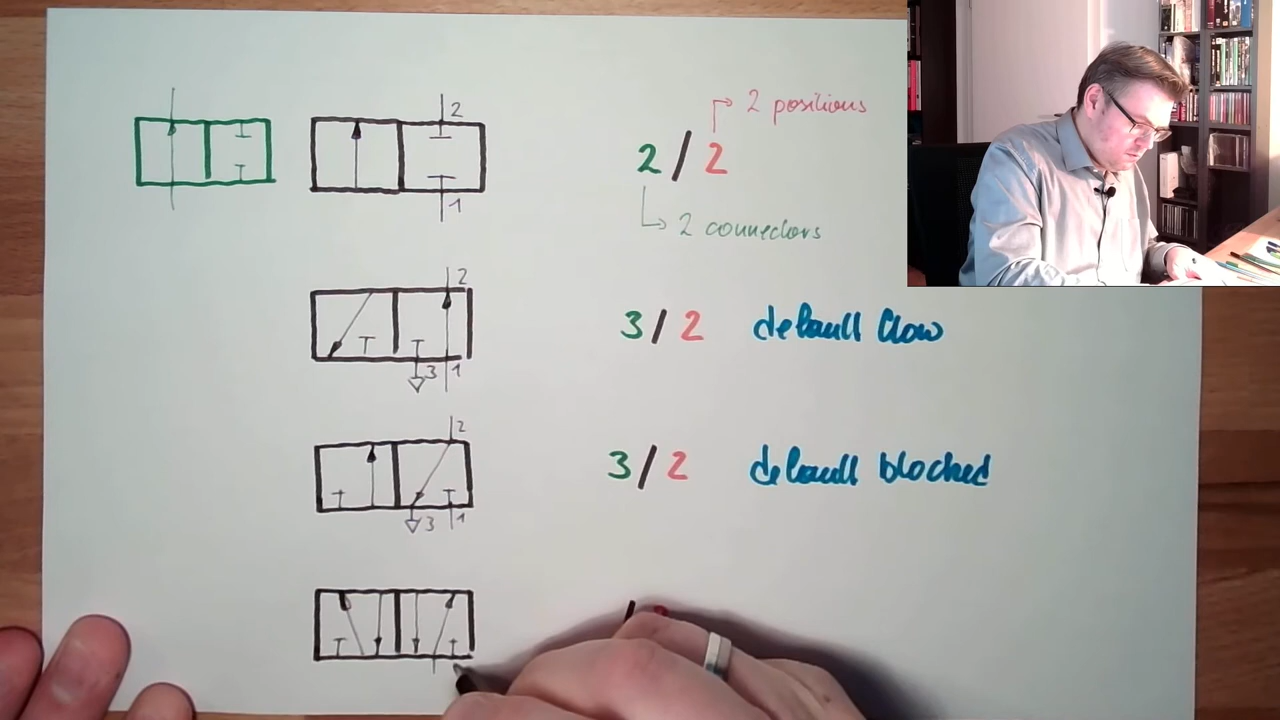 2
1
2 / 2
2 positions
2 connectors
2
3 1
3 / 2 default flow
2
3 1
3 / 2 default blocked
/